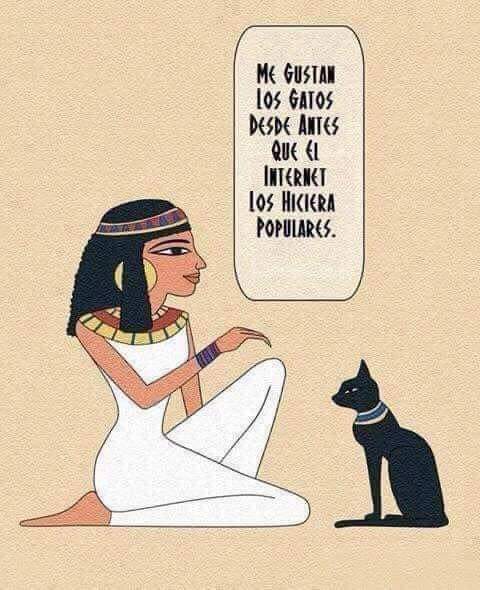 Me Gustan
Los Gatos
Desde Antes
Que El
Internet
Los Hiciera
Populares.